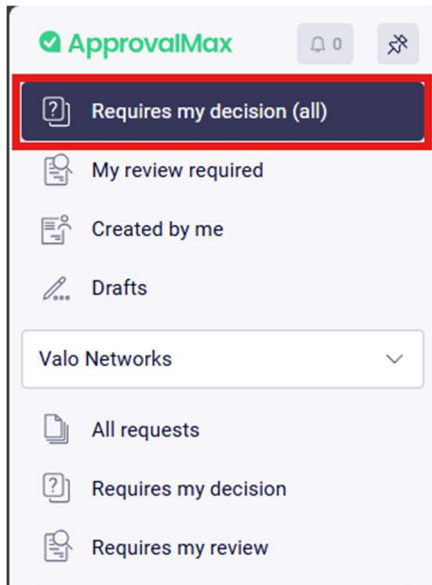 ApprovalMax
0
Requires my decision (all)
My review required
Created by me
Drafts
Valo Networks
All requests
Requires my decision
Requires my review